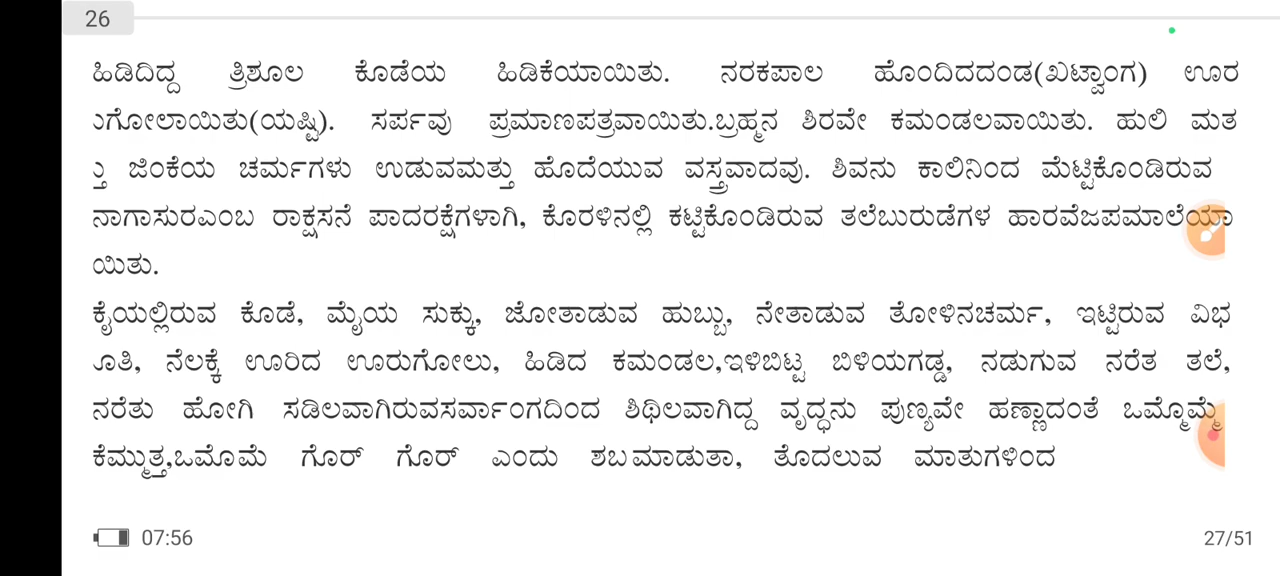 26
ಹಿಡಿದಿದ್ದ ತ್ರಿಶೂಲ ಕೊಡೆಯ ಹಿಡಿಕೆಯಾಯಿತು. ನರಕಪಾಲ ಹೊಂದಿದದಂಡ(ಖಟ್ವಾಂಗ) ಊರ
ುಗೋಲಾಯಿತು(ಯಷ್ಟಿ). ಸರ್ಪವು ಪ್ರಮಾಣಪತ್ರವಾಯಿತು.ಬ್ರಹ್ಮನ ಶಿರವೇ ಕಮಂಡಲವಾಯಿತು. ಹುಲಿ ಮತ
್ತು ಜಿಂಕೆಯ ಚರ್ಮಗಳು ಉಡುವಮತ್ತು ಹೊದೆಯುವ ವಸ್ತ್ರವಾದವು. ಶಿವನು ಕಾಲಿನಿಂದ ಮೆಟ್ಟಿಕೊಂಡಿರುವ
ನಾಗಾಸುರಎಂಬ ರಾಕ್ಷಸನೆ ಪಾದರಕ್ಷೆಗಳಾಗಿ, ಕೊರಳಿನಲ್ಲಿ ಕಟ್ಟಿಕೊಂಡಿರುವ ತಲೆಬುರುಡೆಗಳ ಹಾರವೆಜಪಮಾಲೆಯಾ
ಯಿತು.
ಕೈಯಲ್ಲಿರುವ ಕೊಡೆ, ಮೈಯ ಸುಕ್ಕು, ಜೋತಾಡುವ ಹುಬ್ಬು, ನೇತಾಡುವ ತೋಳಿನಚರ್ಮ, ಇಟ್ಟಿರುವ ವಿಭ
ೂತಿ, ನೆಲಕ್ಕೆ ಊರಿದ ಊರುಗೋಲು, ಹಿಡಿದ ಕಮಂಡಲ,ಇಳಿಬಿಟ್ಟ ಬಿಳಿಯಗಡ್ಡ, ನಡುಗುವ ನರೆತ ತಲೆ,
ನರೆತು ಹೋಗಿ ಸಡಿಲವಾಗಿರುವಸರ್ವಾಂಗದಿಂದ ಶಿಥಿಲವಾಗಿದ್ದ ವೃದ್ಧನು ಪುಣ್ಯವೇ ಹಣ್ಣಾದಂತೆ ಒಮ್ಮೊಮ್ಮೆ
ಕೆಮ್ಮುತ್ತ,ಒಮೊಮೆ ಗೊರ್ ಗೊರ್ ಎಂದು ಶಬಮಾಡುತಾ, ತೊದಲುವ ಮಾತುಗಳಿಂದ
07:56
27/51